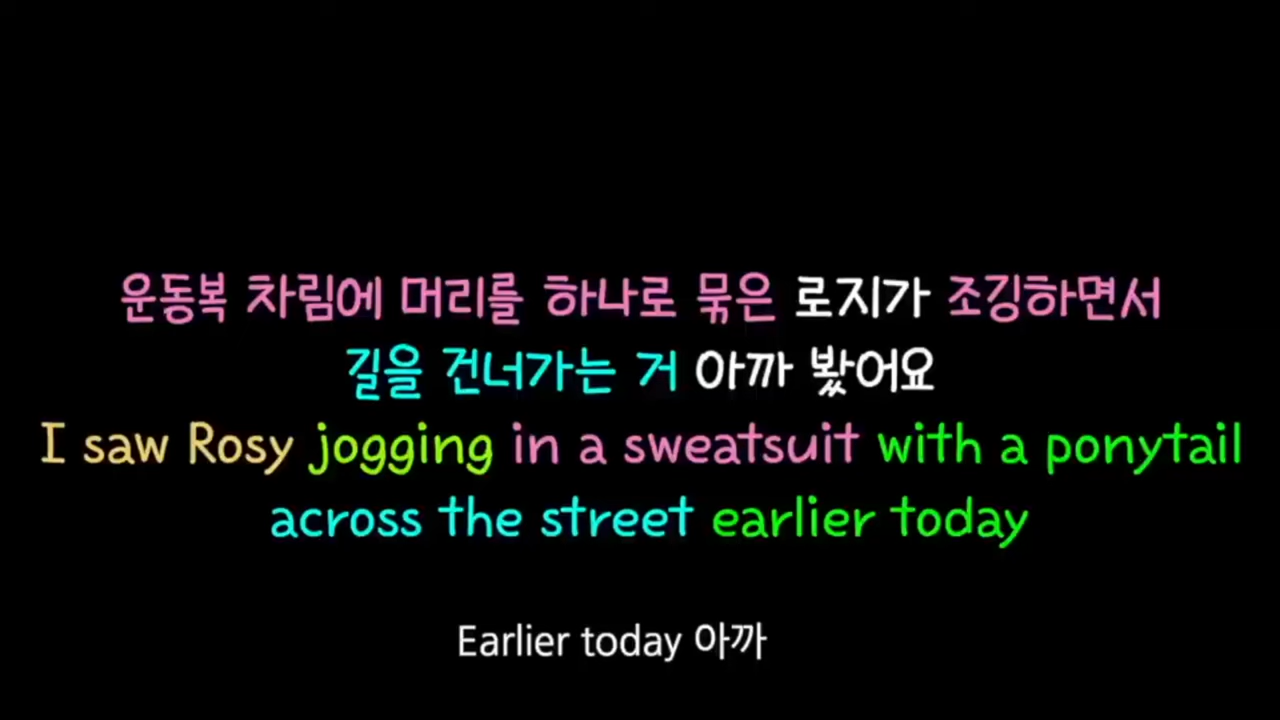 운동복 차림에 머리를 하나로 묶은 로지가 조깅하면서
길을 건너가는 거 아까 봤어요
I saw Rosy jogging in a sweatsuit with a ponytail
across the street earlier today
Earlier today 아까